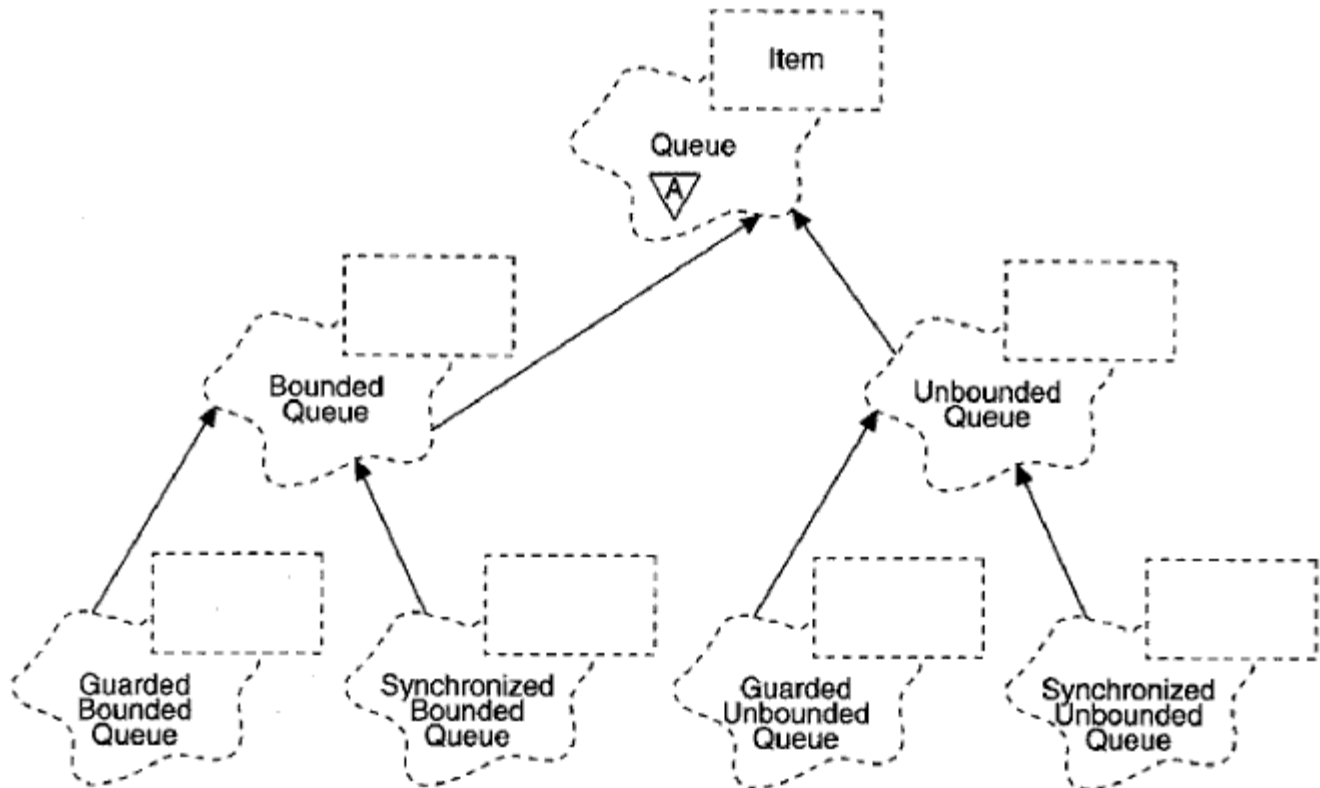 Item
Queue
A
Bounded
Queue
Unbounded
Queue
Guarded
Bounded
Queue
Synchronized
Bounded
Queue
Guarded
Unbounded
Queue
Synchronized
Unbounded
Queue